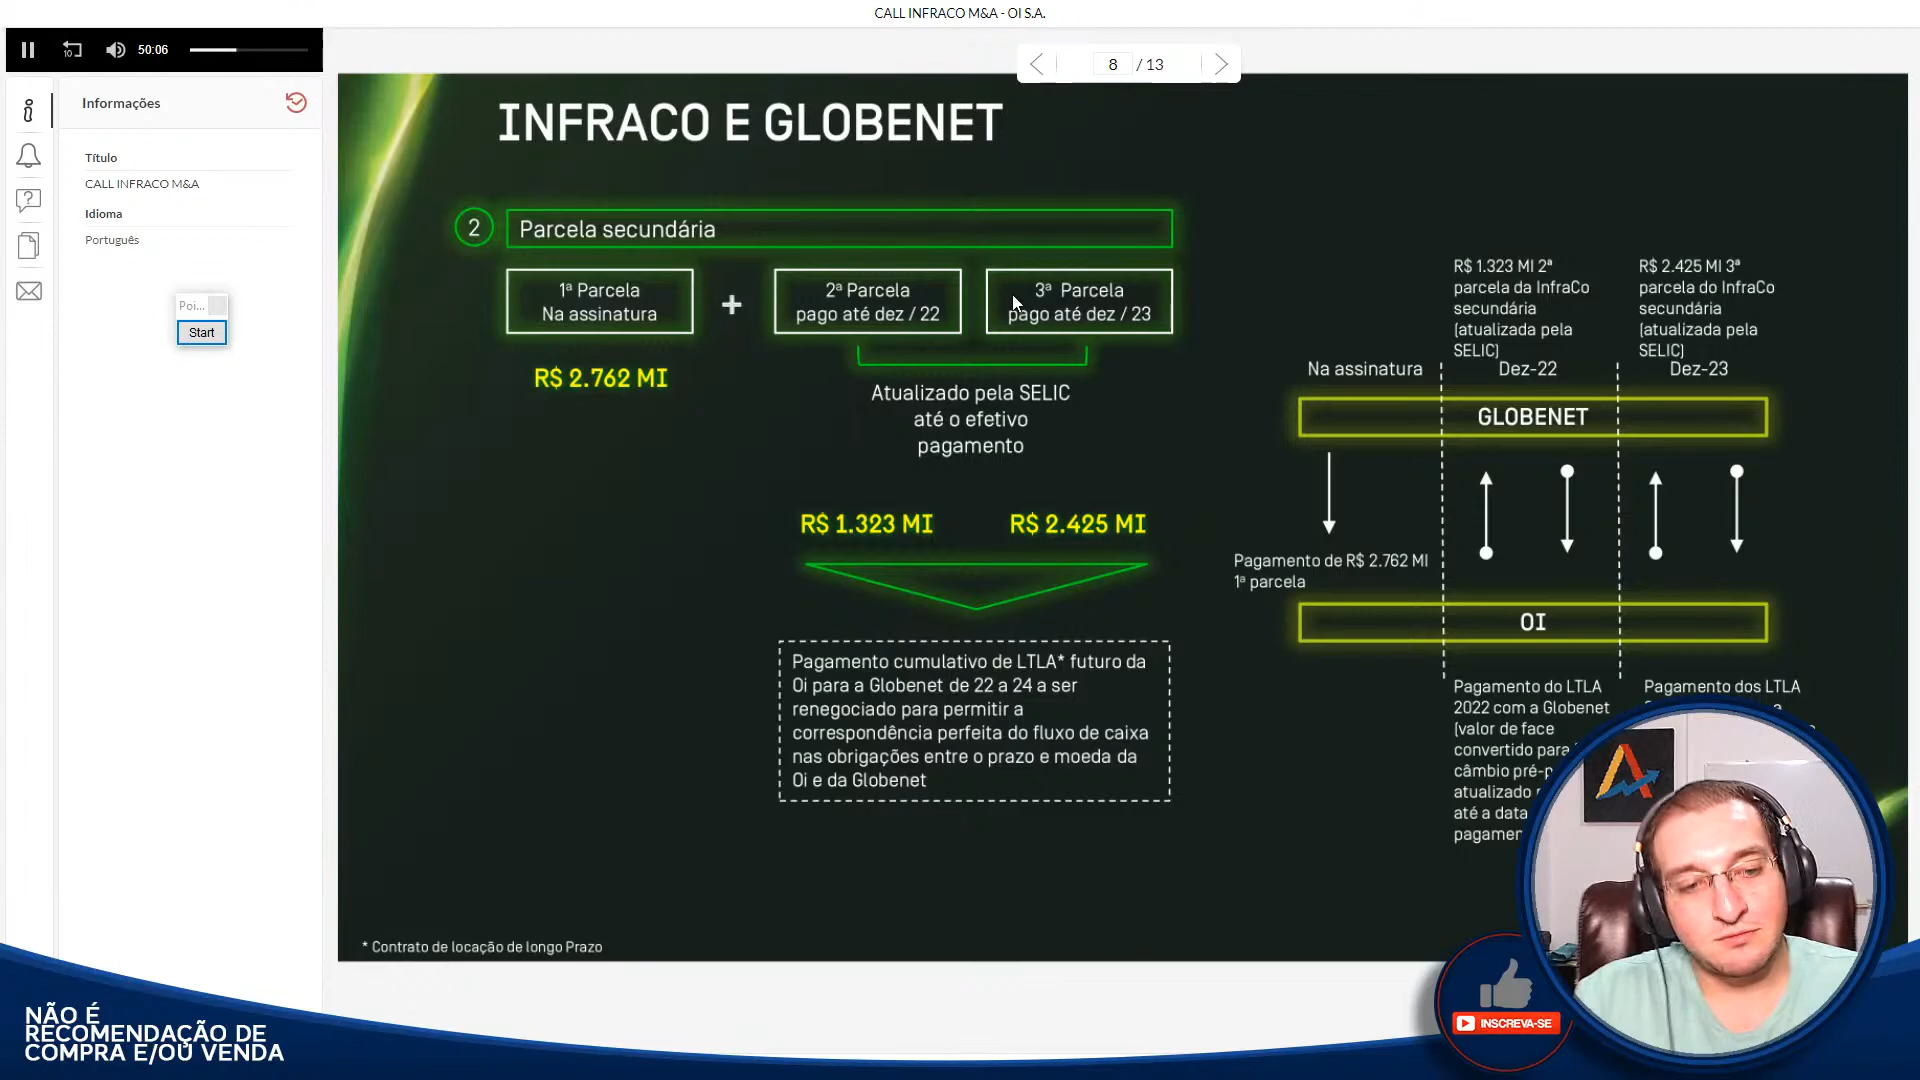 CALL INFRACO M&A - OI S.A.
10
50:06
8 / 13
Informações
Título
CALL INFRACO M&A
Idioma
Português
Poi...
Start
INFRACO E GLOBENET
2
Parcela secundária
1ª Parcela
Na assinatura
+
2ª Parcela
pago até dez / 22
3ª Parcela
pago até dez / 23
R$ 2.762 MI
Atualizado pela SELIC
até o efetivo
pagamento
R$ 1.323 MI
R$ 2.425 MI
Pagamento cumulativo de LTLA* futuro da
Oi para a Globenet de 22 a 24 a ser
renegociado para permitir a
correspondência perfeita do fluxo de caixa
nas obrigações entre o prazo e moeda da
Oi e da Globenet
* Contrato de locação de longo Prazo
R$ 1.323 MI 2ª
parcela da InfraCo
secundária
(atualizada pela
SELIC)
R$ 2.425 MI 3ª
parcela do InfraCo
secundária
(atualizada pela
SELIC)
Na assinatura
Dez-22
Dez-23
GLOBENET
Pagamento de R$ 2.762 MI
1ª parcela
OI
Pagamento do LTLA
2022 com a Globenet
(valor de face
convertido para
câmbio pré-
atualizado
até a data
Pagamento dos LTLA
NÃO É
RECOMENDAÇÃO DE
COMPRA E/OU VENDA
INSCREVA-SE